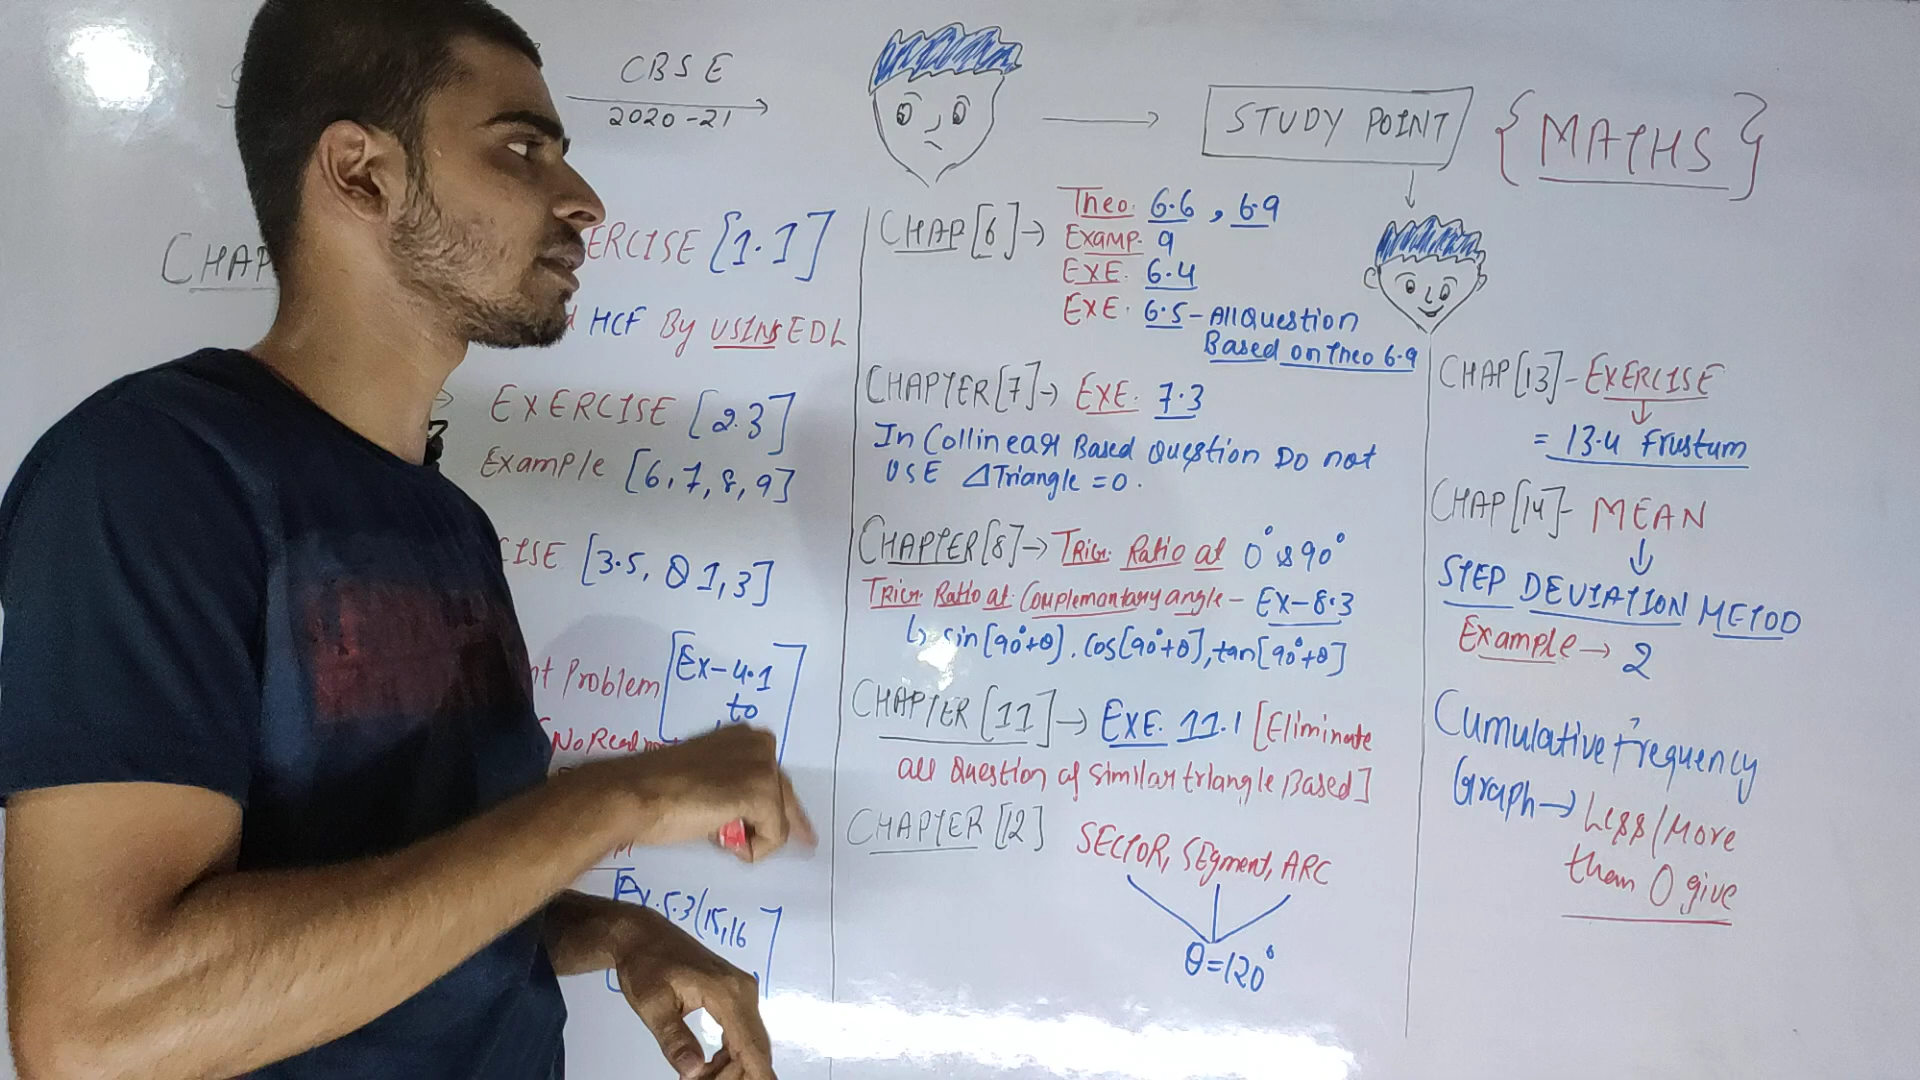 CBSE
2020-21
STUDY POINT
{MATHS}
CHAP
ERCISE [1.1]
HCF By USING EDL
EXERCISE [2.3]
Example [6,7,8,9]
CISE [3.5, Q 1,3]
nt Problem [Ex-4.1
to
No Real
Ex.5.3(15,16
CHAP[6]→ Theo. 6.6, 6.9
EXAMP. 9
EXE. 6.4
EXE. 6.5-All Question
Based on Theo 6.9
CHAPTER[7]→ EXE. 7.3
In Collinear Based Question Do not
USE ΔTriangle=0.
CHAPTER[8]→ TRIG. Ratio at 0° & 90°
TRIG. Ratio at Complemantary angle - EX-8.3
↳ sin[90°+θ], cos[90°+θ], tan[90°+θ]
CHAPTER [11]→ EXE. 11.1 [Eliminate
all Question of similar triangle Based]
CHAPTER [12] SECTOR, SEgment, ARC
θ=120°
CHAP[13]-EXERCISE
= 13.4 Frustum
CHAP[14]- MEAN
STEP DEVIATION METOD
Example→ 2
Cumulative Frequency
Graph→ Less/More
than O give